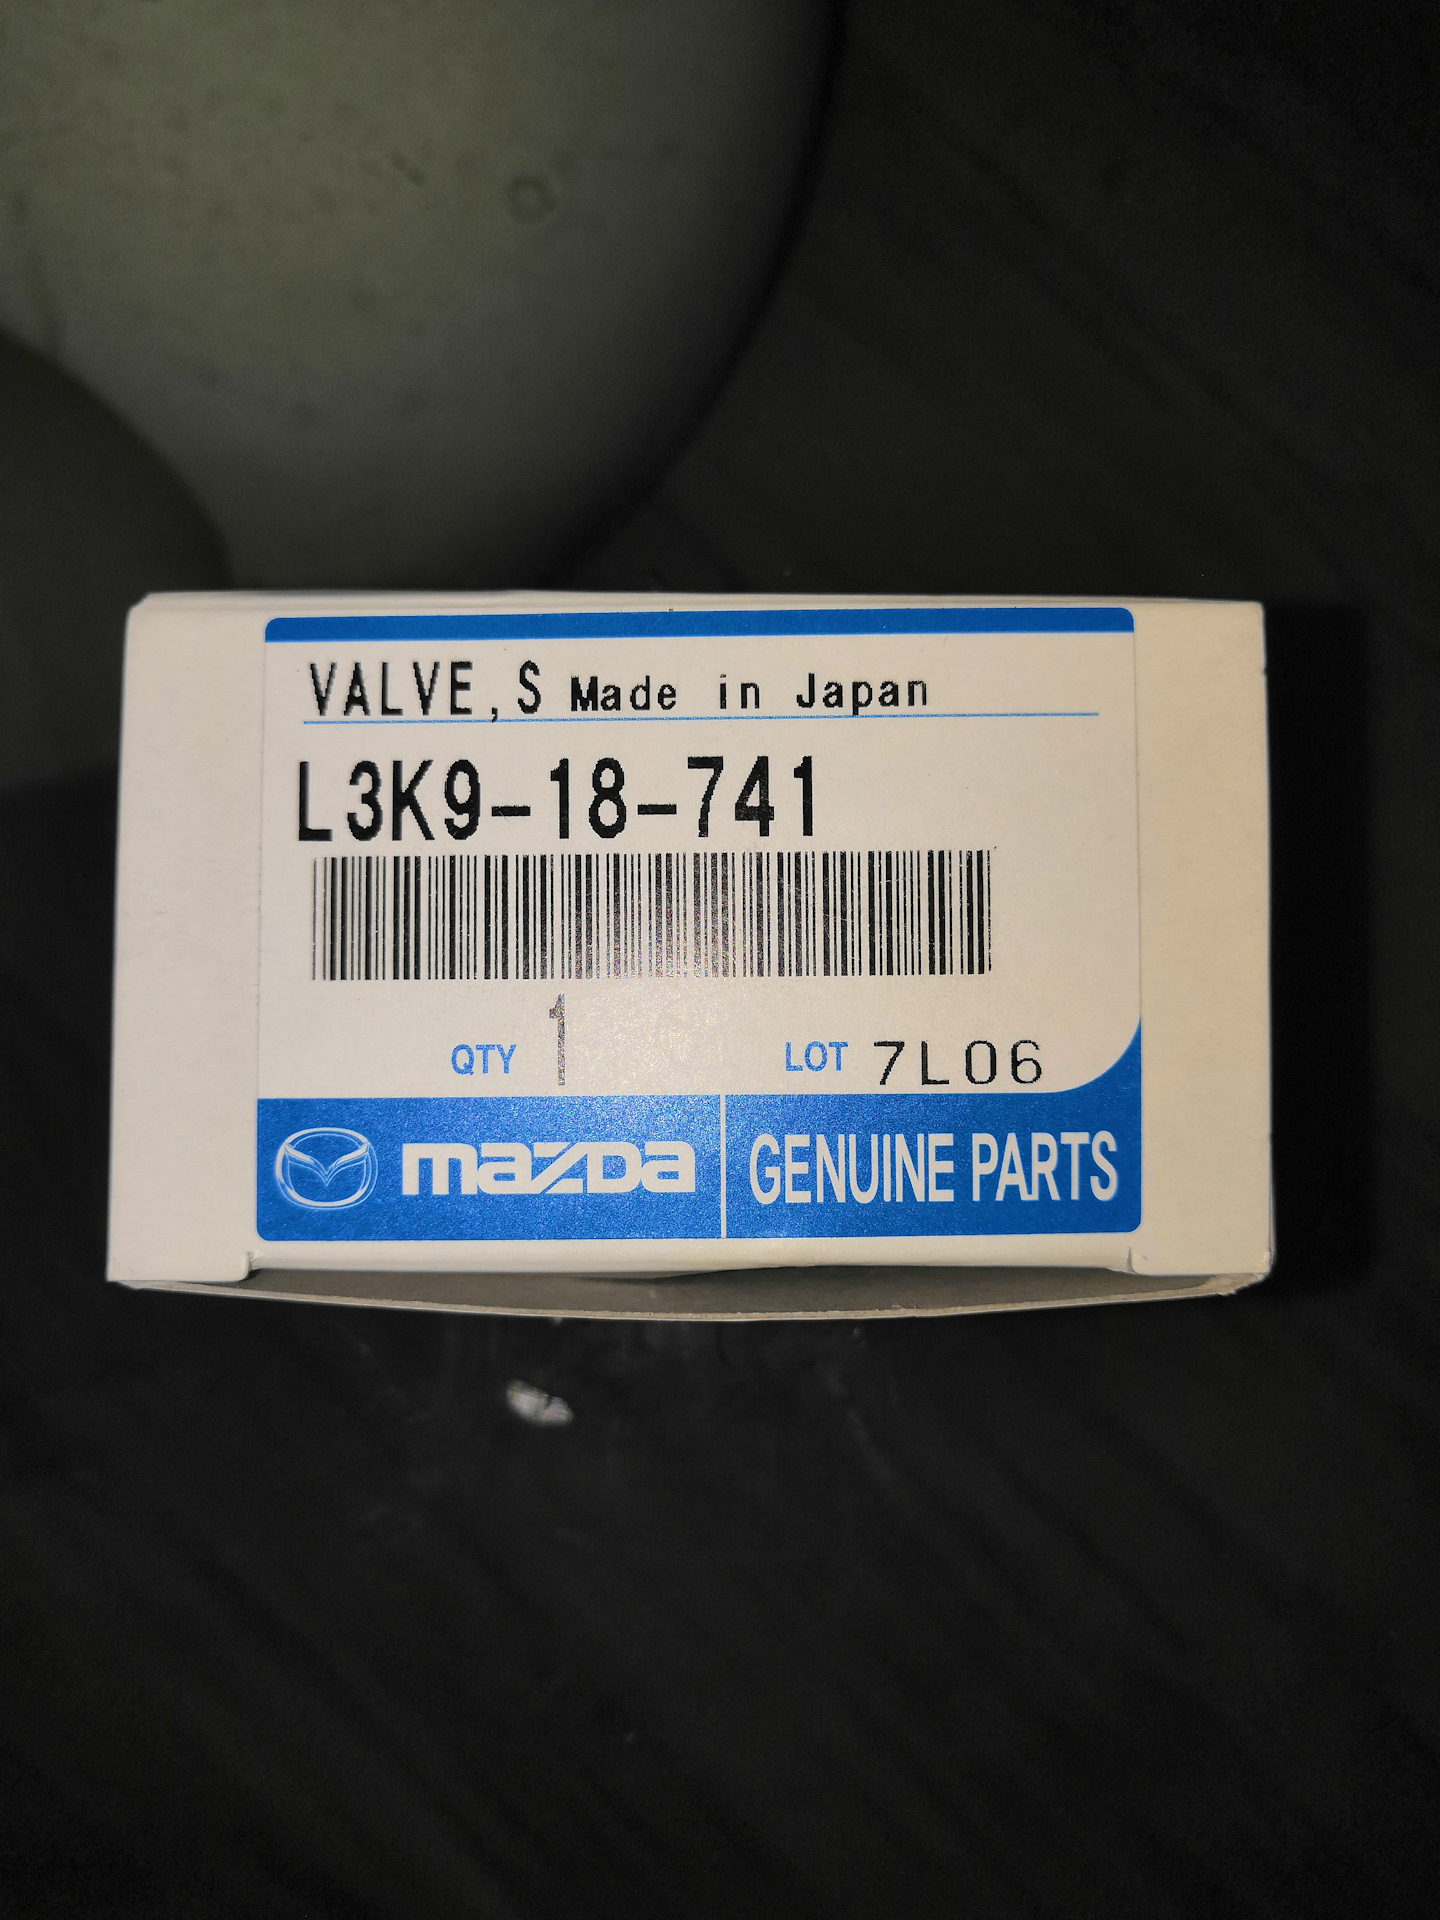 VALVE,S Made in Japan
L3K9-18-741
QTY 1 LOT 7L06
mazda GENUINE PARTS